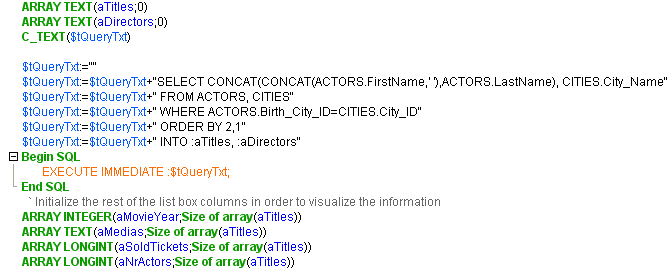 ARRAY TEXT(aTitles;0)
ARRAY TEXT(aDirectors;0)
C_TEXT($tQueryTxt)
$tQueryTxt:=""
$tQueryTxt:=$tQueryTxt+"SELECT CONCAT(CONCAT(ACTORS.FirstName,' '),ACTORS.LastName), CITIES.City_Name"
$tQueryTxt:=$tQueryTxt+" FROM ACTORS, CITIES"
$tQueryTxt:=$tQueryTxt+" WHERE ACTORS.Birth_City_ID=CITIES.City_ID"
$tQueryTxt:=$tQueryTxt+" ORDER BY 2,1"
$tQueryTxt:=$tQueryTxt+" INTO :aTitles, :aDirectors"
Begin SQL
EXECUTE IMMEDIATE :$tQueryTxt;
End SQL
` Initialize the rest of the list box columns in order to visualize the information
ARRAY INTEGER(aMovieYear;Size of array(aTitles))
ARRAY TEXT(aMedias;Size of array(aTitles))
ARRAY LONGINT(aSoldTickets;Size of array(aTitles))
ARRAY LONGINT(aNrActors;Size of array(aTitles))